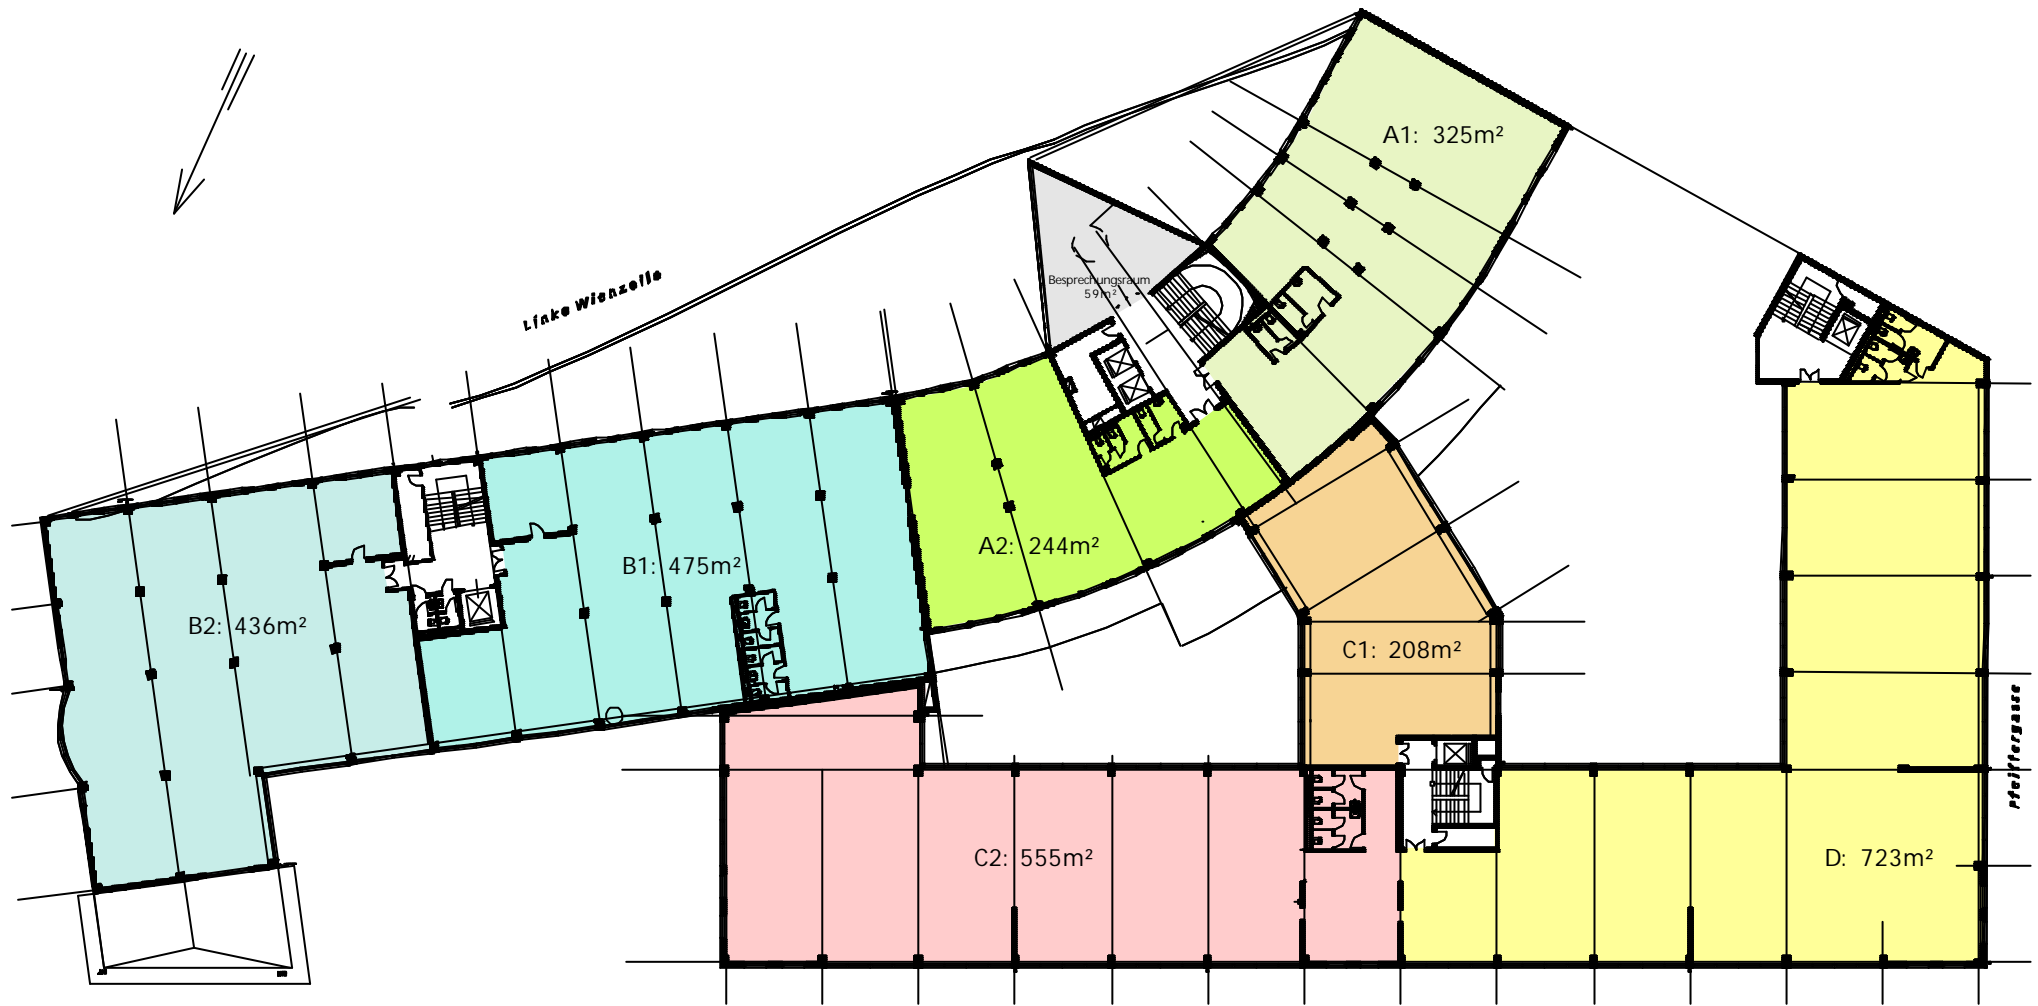 A1: 325m²
Linke Wienzeile
Besprechungsraum
59m²
A2: 244m²
B1: 475m²
B2: 436m²
C1: 208m²
Pfeiffergasse
C2: 555m²
D: 723m²